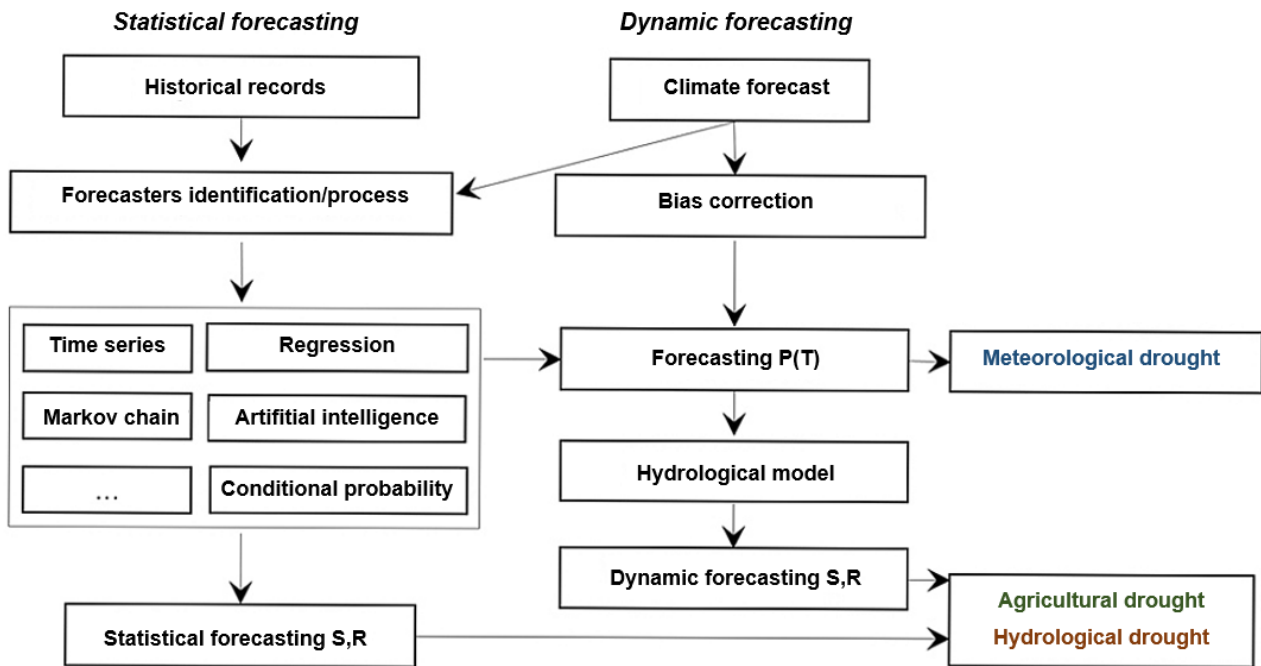 Statistical forecasting
Dynamic forecasting
Historical records
Climate forecast
Forecasters identification/process
Bias correction
Time series
Regression
Forecasting P(T)
Meteorological drought
Markov chain
Artifitial intelligence
Hydrological model
...
Conditional probability
Dynamic forecasting S,R
Agricultural drought
Statistical forecasting S,R
Hydrological drought